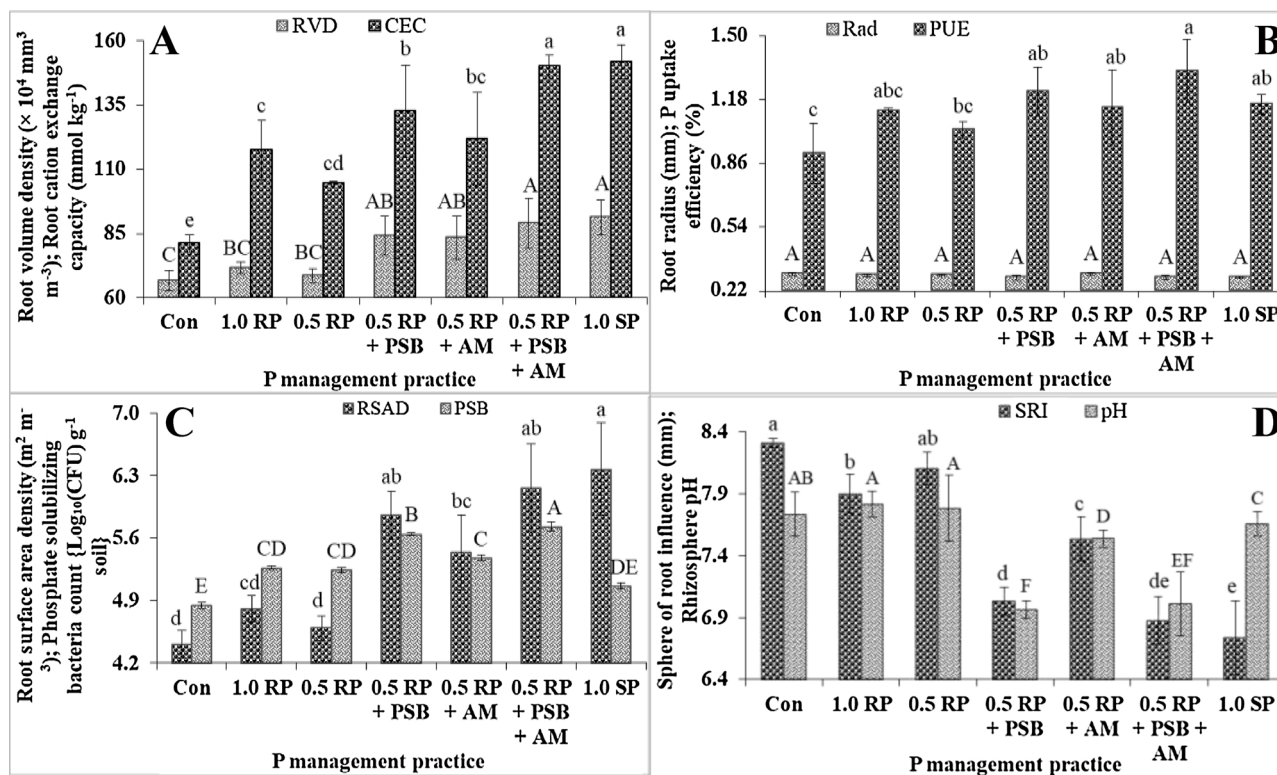 A
RVD CEC
Root volume density (× 10⁴ mm³
m⁻³); Root cation exchange
capacity (mmol kg⁻¹)
160
135
110
85
60
C e BC c BC cd AB b AB bc A a A a
Con 1.0 RP 0.5 RP 0.5 RP 0.5 RP 0.5 RP 1.0 SP
+ PSB + AM + PSB
+ AM
P management practice
B
Rad PUE
Root radius (mm); P uptake
efficiency (%)
1.50
1.18
0.86
0.54
0.22
A c A abc A bc A ab A ab A a A ab
Con 1.0 RP 0.5 RP 0.5 RP 0.5 RP 0.5 RP 1.0 SP
+ PSB + AM + PSB +
AM
P management practice
C
RSAD PSB
Root surface area density (m² m⁻
³); Phosphate solubilizing
bacteria count {Log₁₀(CFU) g⁻¹
soil}
7.0
6.3
5.6
4.9
4.2
d E cd CD d CD ab B bc C ab A a DE
Con 1.0 RP 0.5 RP 0.5 RP 0.5 RP 0.5 RP 1.0 SP
+ PSB + AM + PSB
+ AM
P management practice
D
SRI pH
Sphere of root influence (mm);
Rhizosphere pH
8.4
7.9
7.4
6.9
6.4
a AB b A ab A d F c D de EF e C
Con 1.0 RP 0.5 RP 0.5 RP 0.5 RP 0.5 RP 1.0 SP
+ PSB + AM + PSB +
AM
P management practice